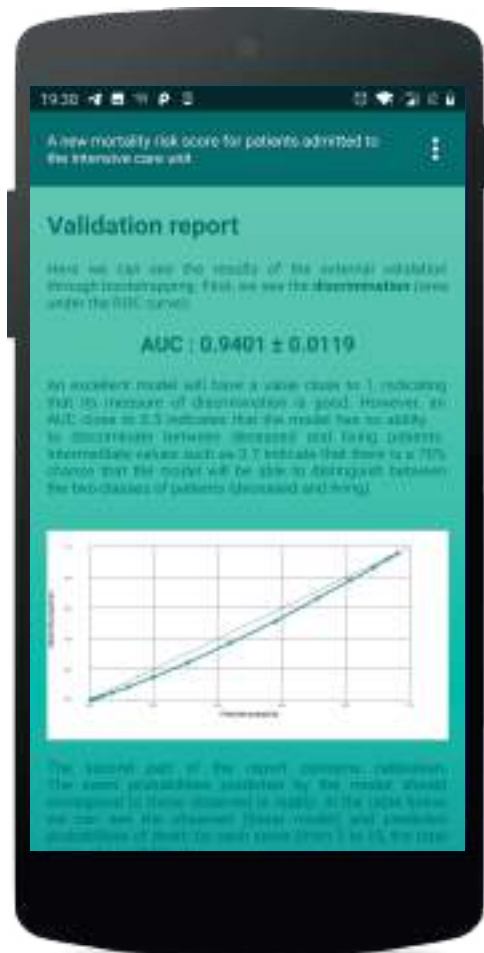 19:30
A new mortality risk score for patients admitted to
the intensive care unit
Validation report
Here we can see the results of the external validation
through bootstrapping. First, we see the discrimination (area
under the ROC curve):
AUC : 0.9401 ± 0.0119
An excellent model will have a value close to 1, indicating
that its measure of discrimination is good. However, an
AUC close to 0.5 indicates that the model has no ability
to discriminate between deceased and living patients.
Intermediate values such as 0.7 indicate that there is a 70%
chance that the model will be able to distinguish between
the two classes of patients (deceased and living).
Predicted probability
The second part of the report concerns calibration.
The event probabilities predicted by the model should
correspond to those observed in reality. In the table below
we can see the observed (linear model) and predicted
probabilities of death for each score (from